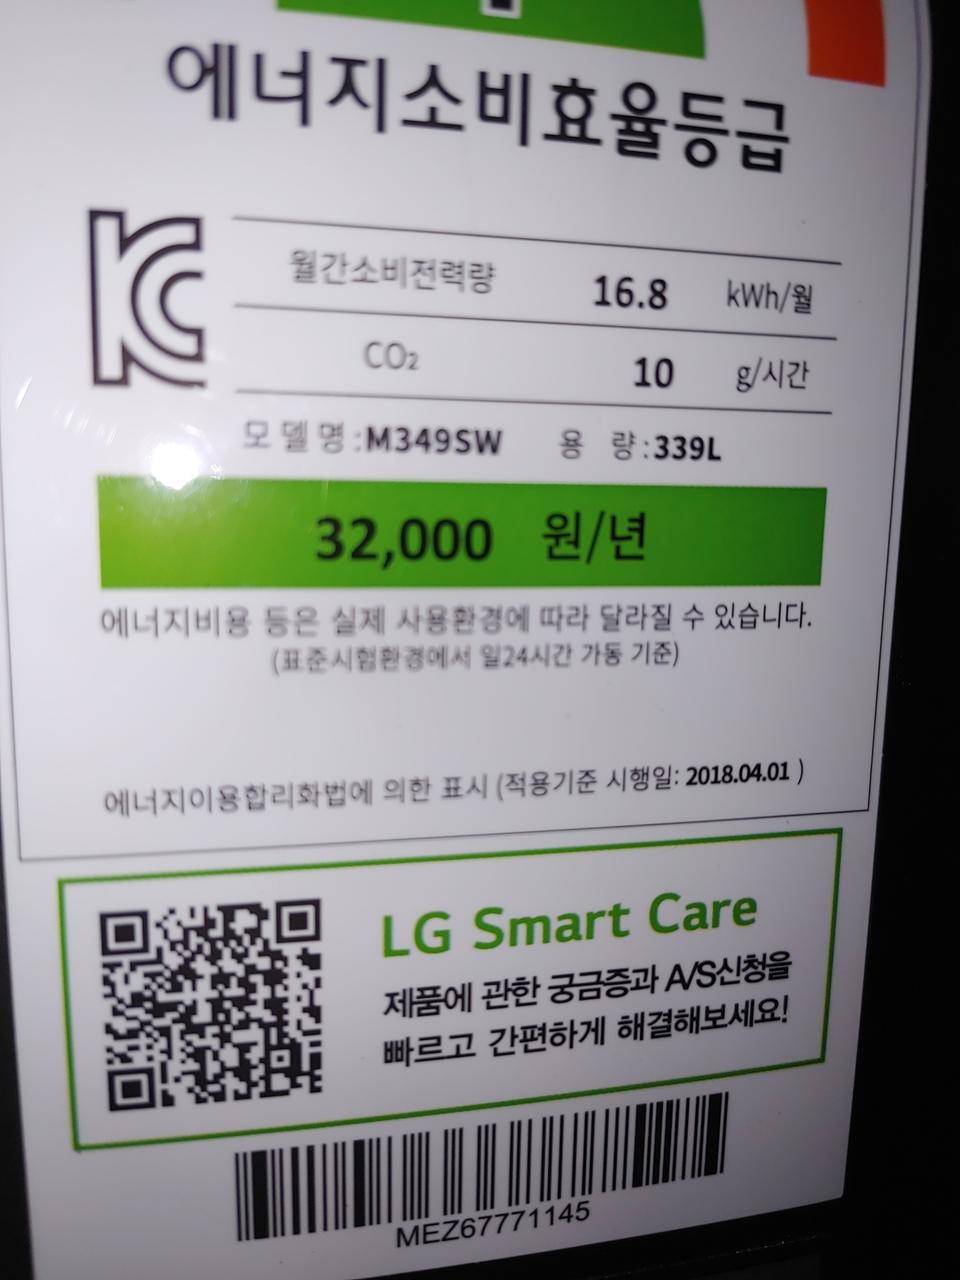 에너지소비효율등급
월간소비전력량 16.8 kWh/월
CO₂ 10 g/시간
모델명:M349SW 용 량:339L
32,000 원/년
에너지비용 등은 실제 사용환경에 따라 달라질 수 있습니다.
(표준시험환경에서 일24시간 가동 기준)
에너지이용합리화법에 의한 표시 (적용기준 시행일: 2018.04.01 )
LG Smart Care
제품에 관한 궁금증과 A/S신청을
빠르고 간편하게 해결해보세요!
MEZ67771145